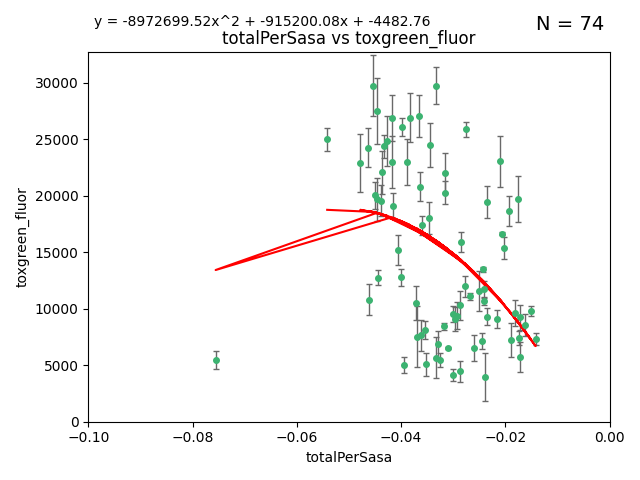 y = -8972699.52x^2 + -915200.08x + -4482.76
N = 74
totalPerSasa vs toxgreen_fluor
30000
25000
20000
15000
10000
5000
0
toxgreen_fluor
−0.10
−0.08
−0.06
−0.04
−0.02
0.00
totalPerSasa